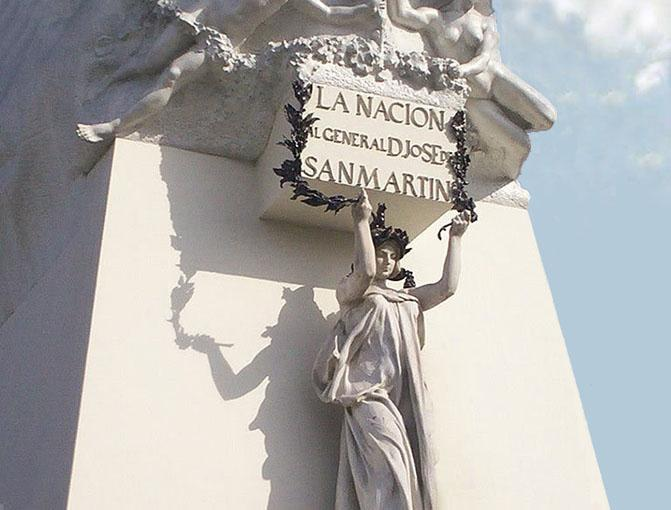 LA NACION
AL GENERAL D JOSE DE
SAN MARTIN